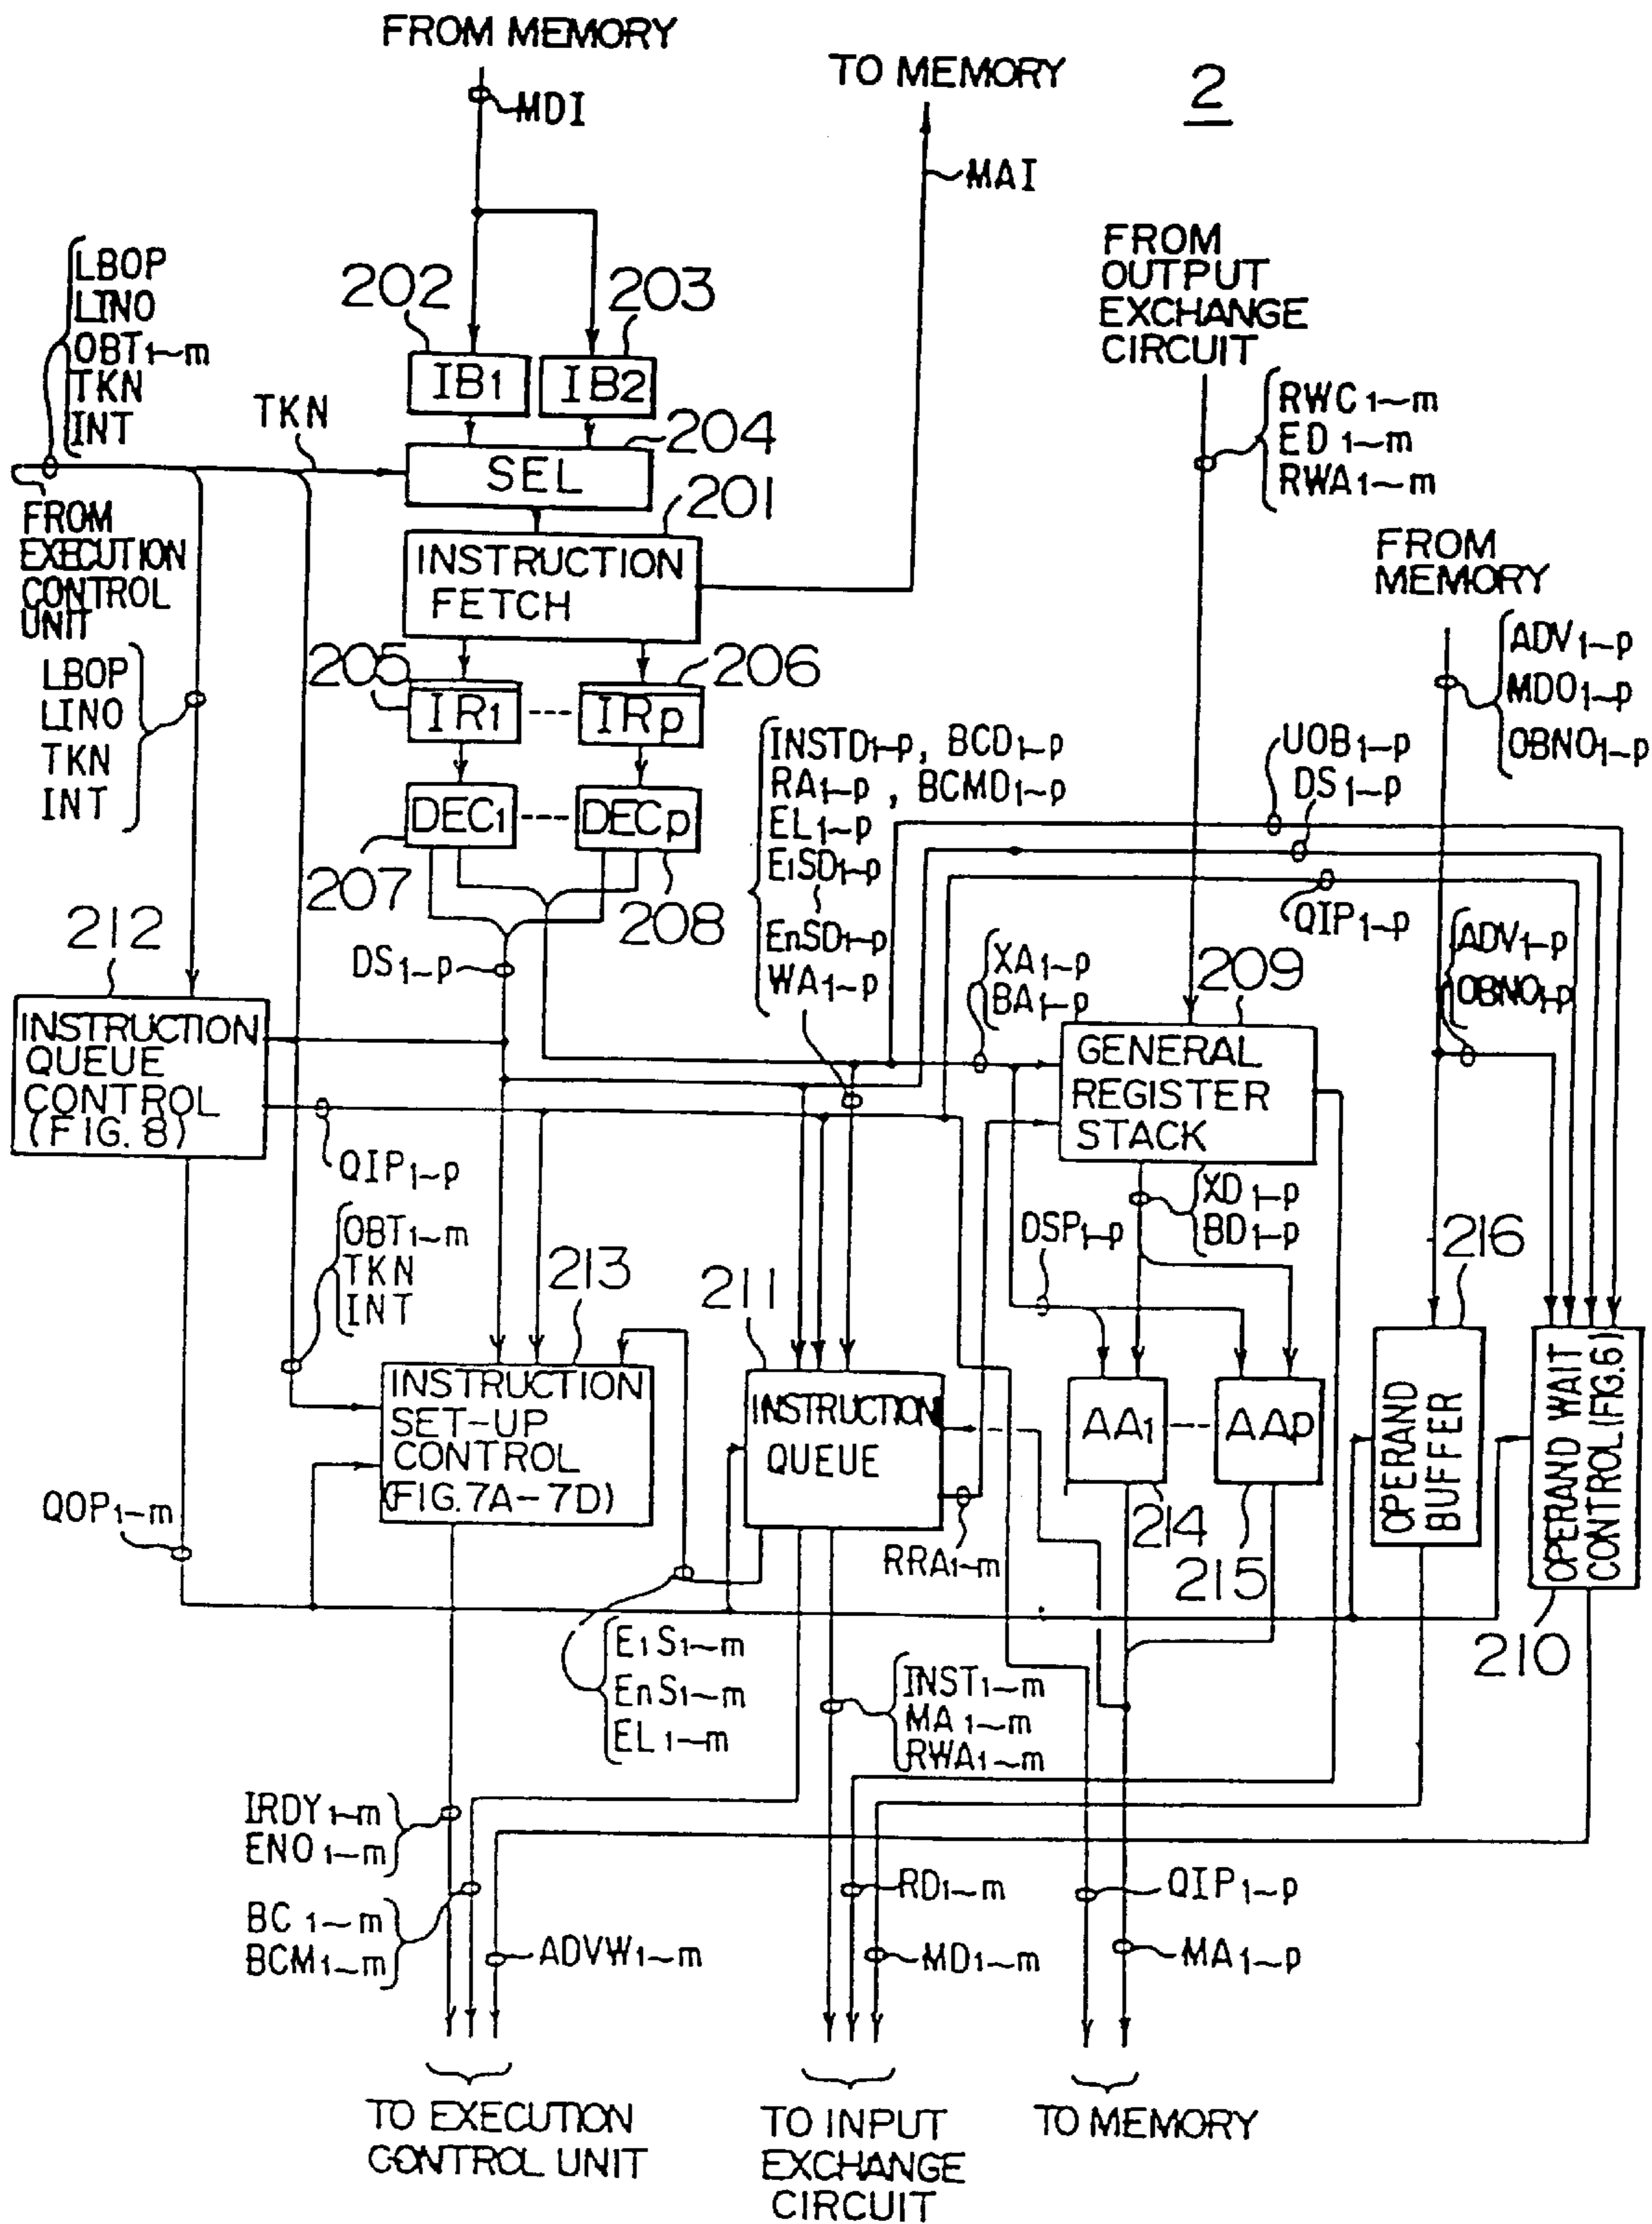 FROM MEMORY
MDI
TO MEMORY
MAI
2
LBOP
LINO
OBT1~m
TKN
INT
FROM
EXECUTION
CONTROL
UNIT
TKN
202
203
IB1
IB2
204
SEL
201
INSTRUCTION
FETCH
205
206
IR1 --- IRp
DEC1 --- DECp
207
208
FROM
OUTPUT
EXCHANGE
CIRCUIT
RWC1~m
ED1~m
RWA1~m
FROM
MEMORY
ADV1-p
MDO1-p
OBNO1-p
LBOP
LINO
TKN
INT
INSTD1-p, BCD1-p
RA1-p, BCMD1-p
EL1-p
E1SD1-p
EnSD1-p
WA1-p
UOB1-p
DS1-p
QIP1-p
ADV1-p
OBNO1-p
DS1-p
XA1-p
BA1-p
212
INSTRUCTION
QUEUE
CONTROL
(FIG. 8)
QIP1-p
209
GENERAL
REGISTER
STACK
XD1-p
BD1-p
DSP1-p
OBT1-m
TKN
INT
213
INSTRUCTION
SET-UP
CONTROL
(FIG.7A-7D)
211
INSTRUCTION
QUEUE
AA1 --- AAp
214
215
216
OPERAND
BUFFER
OPERAND WAIT
CONTROL(FIG.6)
210
QOP1-m
RRA1-m
E1S1~m
EnS1~m
EL1~m
INST1~m
MA1~m
RWA1~m
IRDY1-m
ENO1~m
BC1~m
BCM1~m
ADVW1~m
RD1~m
MD1~m
QIP1~p
MA1~p
TO EXECUTION
CONTROL UNIT
TO INPUT
EXCHANGE
CIRCUIT
TO MEMORY